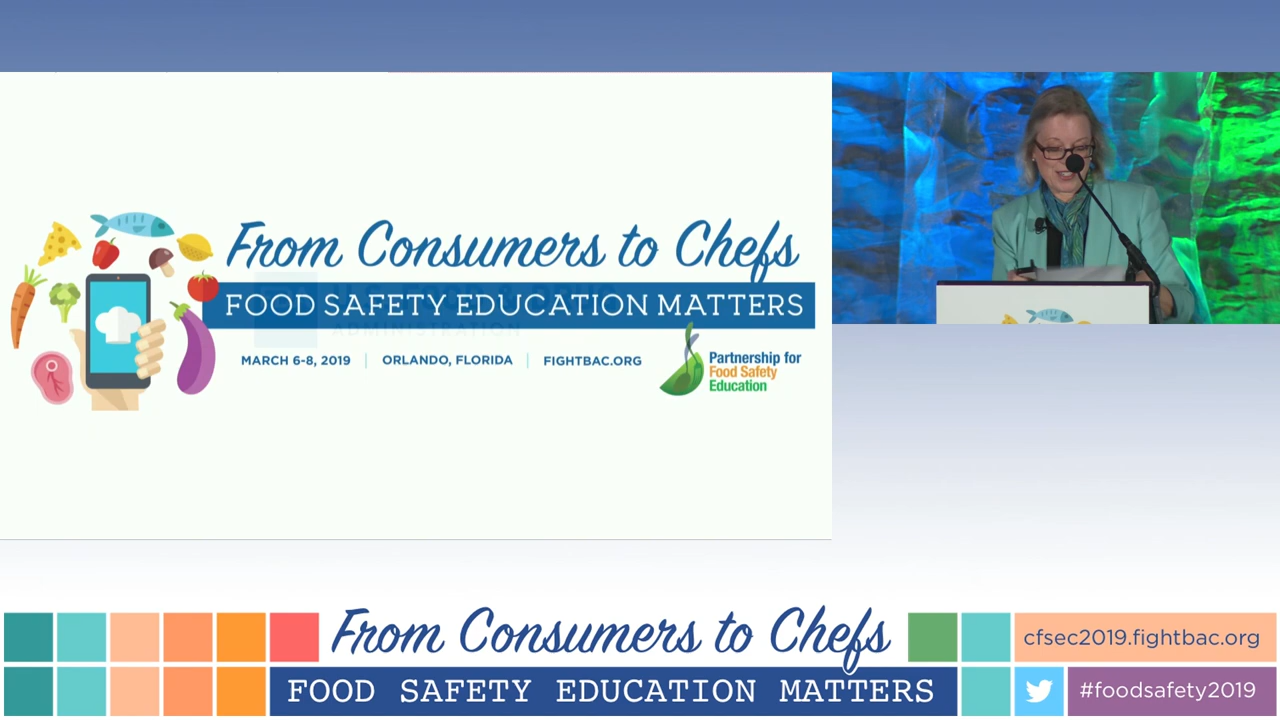 From Consumers to Chefs
FOOD SAFETY EDUCATION MATTERS
MARCH 6-8, 2019 | ORLANDO, FLORIDA | FIGHTBAC.ORG
Partnership for
Food Safety
Education
From Consumers to Chefs
FOOD SAFETY EDUCATION MATTERS
cfsec2019.fightbac.org
#foodsafety2019